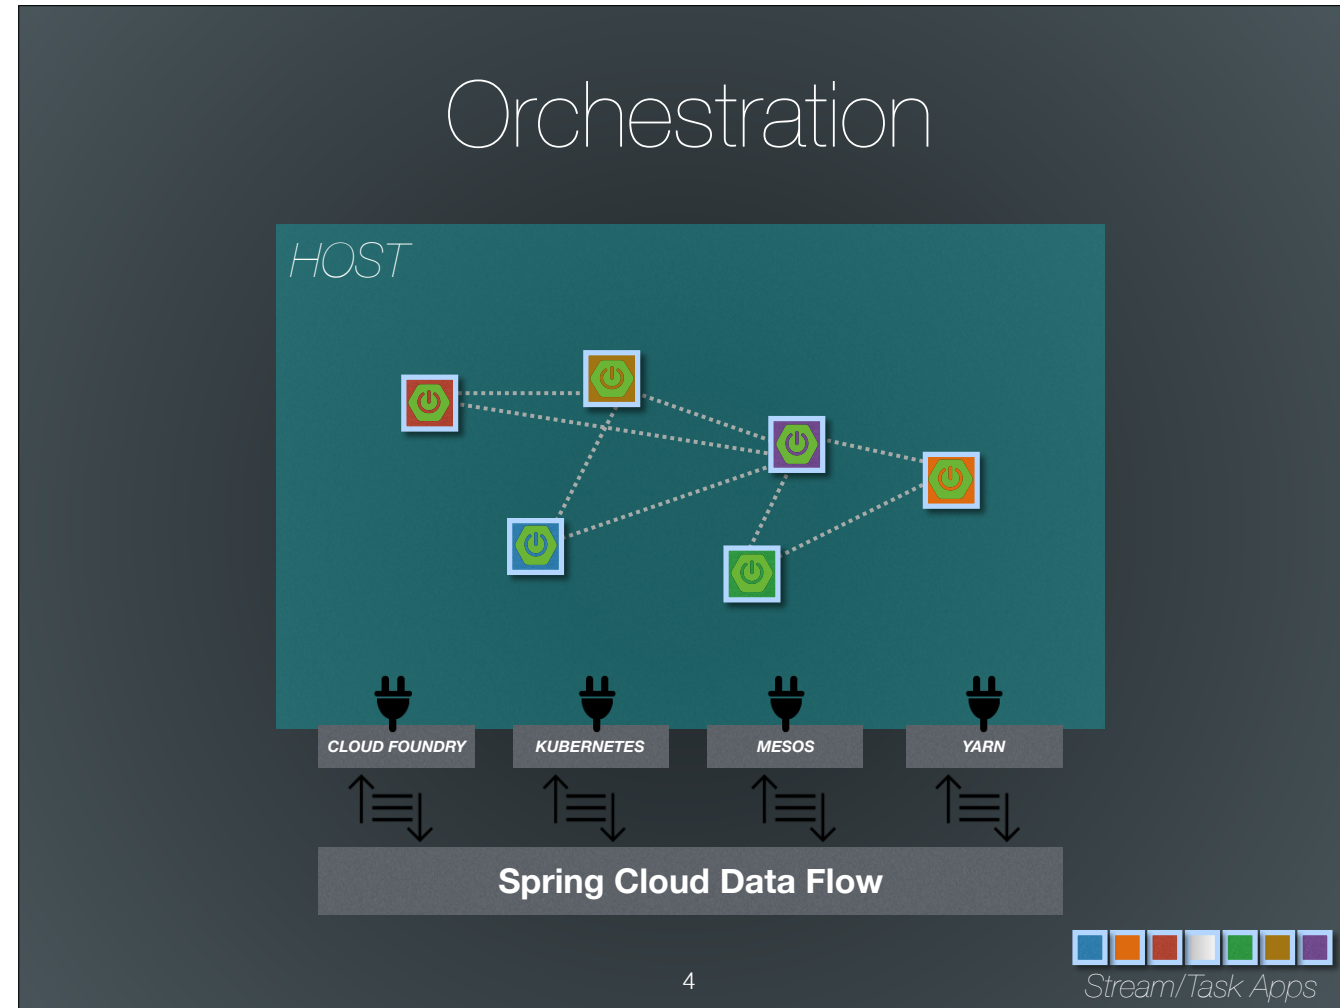 Orchestration
HOST
CLOUD FOUNDRY
KUBERNETES
MESOS
YARN
Spring Cloud Data Flow
4
Stream/Task Apps